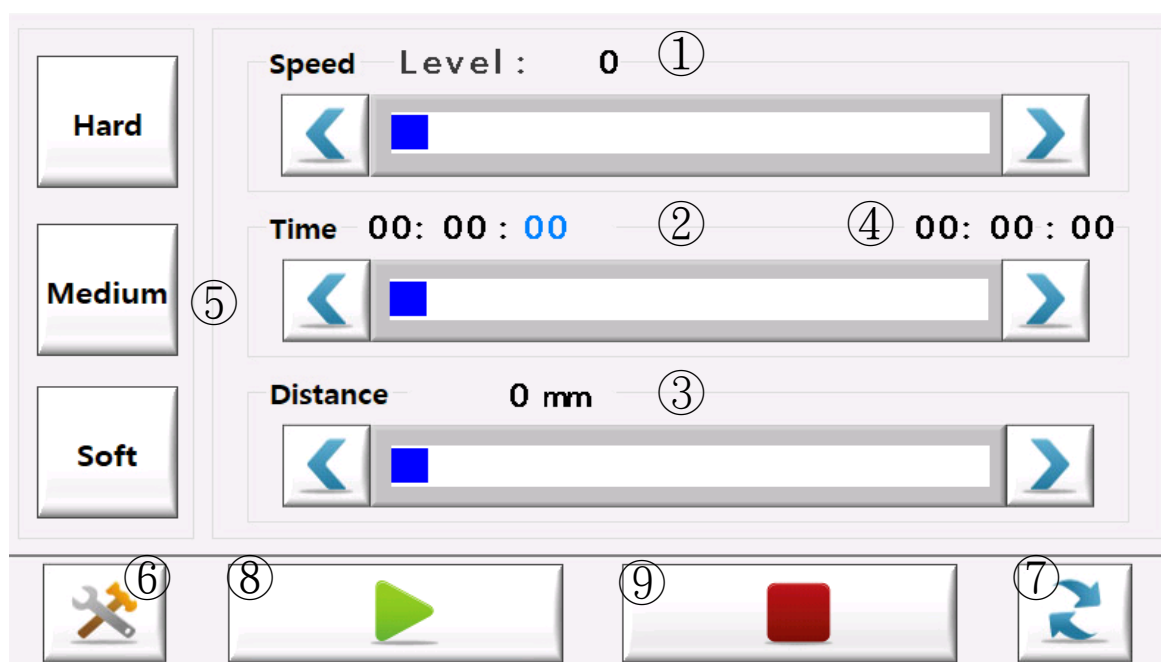 Hard
Medium
Soft
⑤
Speed Level: 0 ①
Time 00: 00 : 00 ② ④ 00: 00 : 00
Distance 0 mm ③
⑥ ⑧ ⑨ ⑦